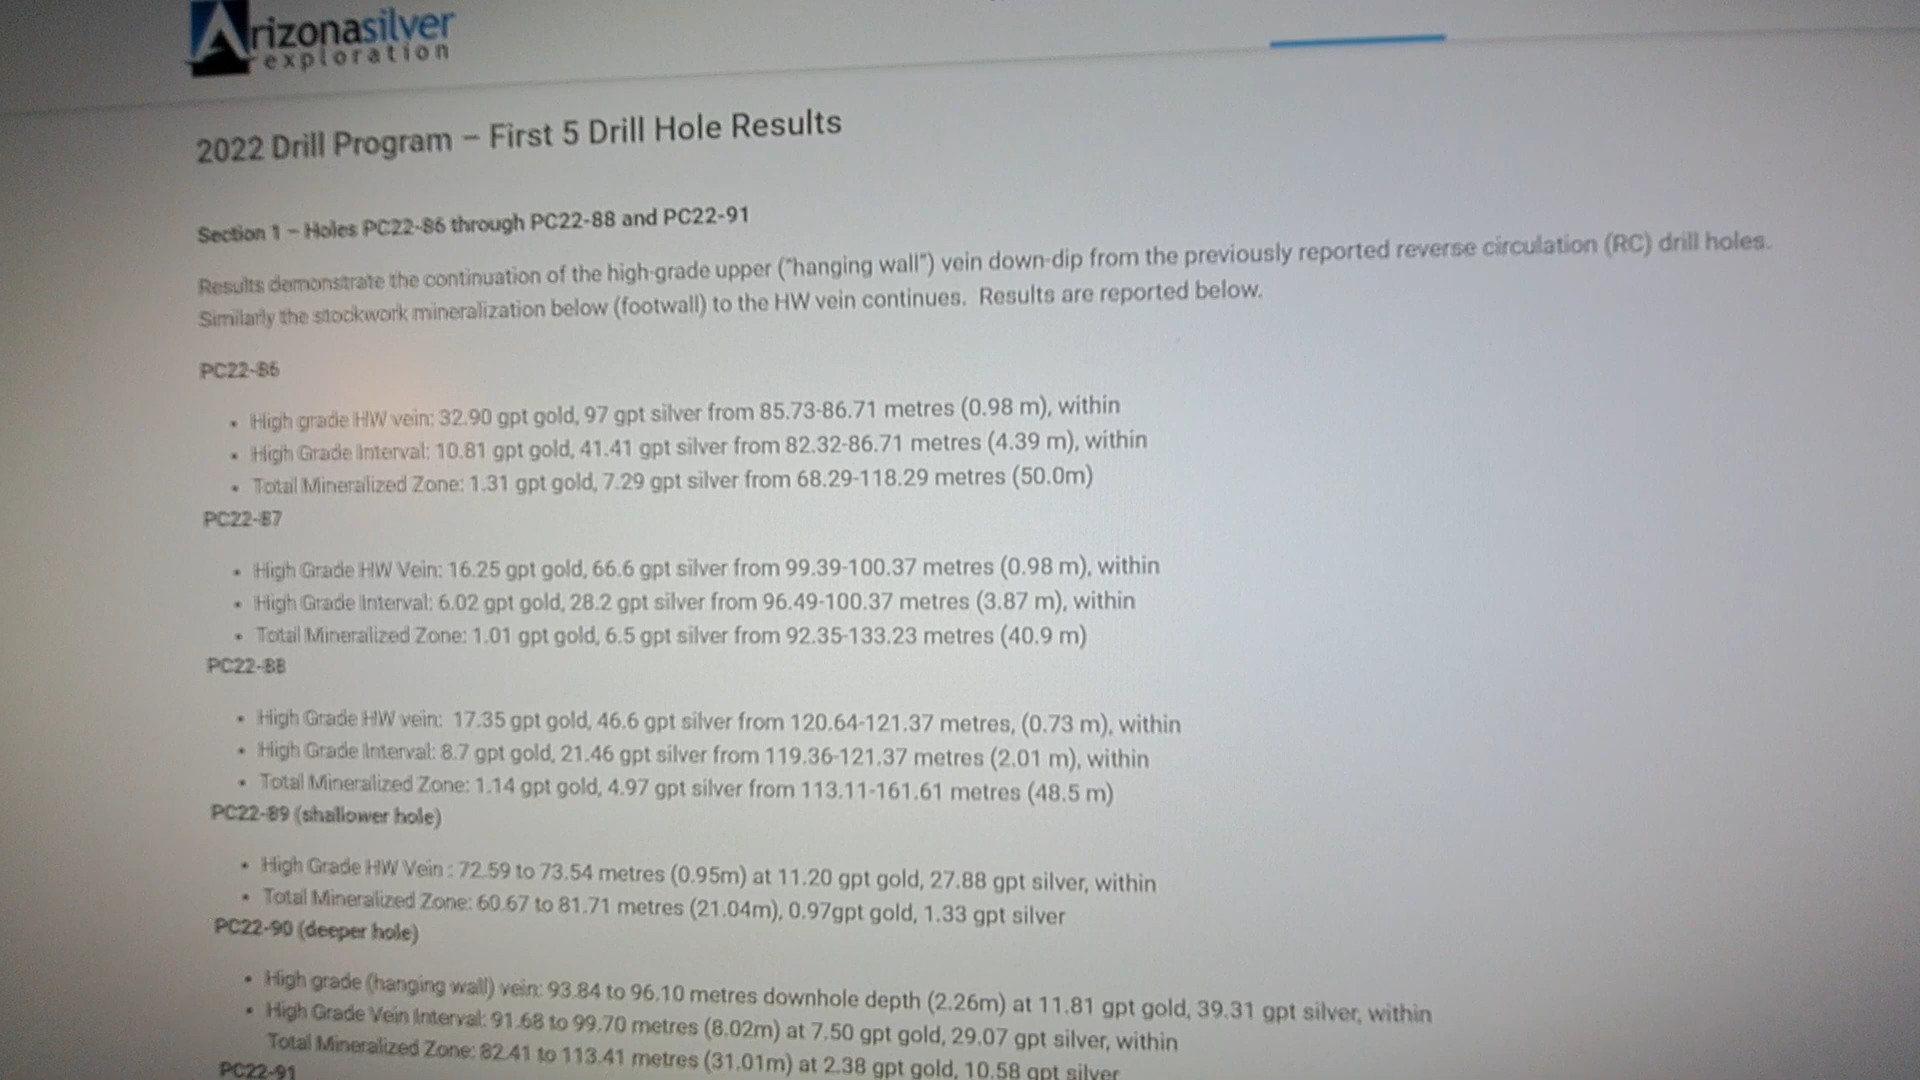 Arizonasilver
exploration
2022 Drill Program – First 5 Drill Hole Results
Section 1 – Holes PC22-86 through PC22-88 and PC22-91
Results demonstrate the continuation of the high-grade upper ("hanging wall") vein down-dip from the previously reported reverse circulation (RC) drill holes.
Similarly the stockwork mineralization below (footwall) to the HW vein continues. Results are reported below.
PC22-86
• High grade HW vein: 32.90 gpt gold, 97 gpt silver from 85.73-86.71 metres (0.98 m), within
• High Grade Interval: 10.81 gpt gold, 41.41 gpt silver from 82.32-86.71 metres (4.39 m), within
• Total Mineralized Zone: 1.31 gpt gold, 7.29 gpt silver from 68.29-118.29 metres (50.0m)
PC22-87
• High Grade HW Vein: 16.25 gpt gold, 66.6 gpt silver from 99.39-100.37 metres (0.98 m), within
• High Grade Interval: 6.02 gpt gold, 28.2 gpt silver from 96.49-100.37 metres (3.87 m), within
• Total Mineralized Zone: 1.01 gpt gold, 6.5 gpt silver from 92.35-133.23 metres (40.9 m)
PC22-88
• High Grade HW vein: 17.35 gpt gold, 46.6 gpt silver from 120.64-121.37 metres, (0.73 m), within
• High Grade Interval: 8.7 gpt gold, 21.46 gpt silver from 119.36-121.37 metres (2.01 m), within
• Total Mineralized Zone: 1.14 gpt gold, 4.97 gpt silver from 113.11-161.61 metres (48.5 m)
PC22-89 (shallower hole)
• High Grade HW Vein : 72.59 to 73.54 metres (0.95m) at 11.20 gpt gold, 27.88 gpt silver, within
• Total Mineralized Zone: 60.67 to 81.71 metres (21.04m), 0.97gpt gold, 1.33 gpt silver
PC22-90 (deeper hole)
• High grade (hanging wall) vein: 93.84 to 96.10 metres downhole depth (2.26m) at 11.81 gpt gold, 39.31 gpt silver, within
• High Grade Vein Interval: 91.68 to 99.70 metres (8.02m) at 7.50 gpt gold, 29.07 gpt silver, within
Total Mineralized Zone: 82.41 to 113.41 metres (31.01m) at 2.38 gpt gold, 10.58 gpt silver
PC22-91